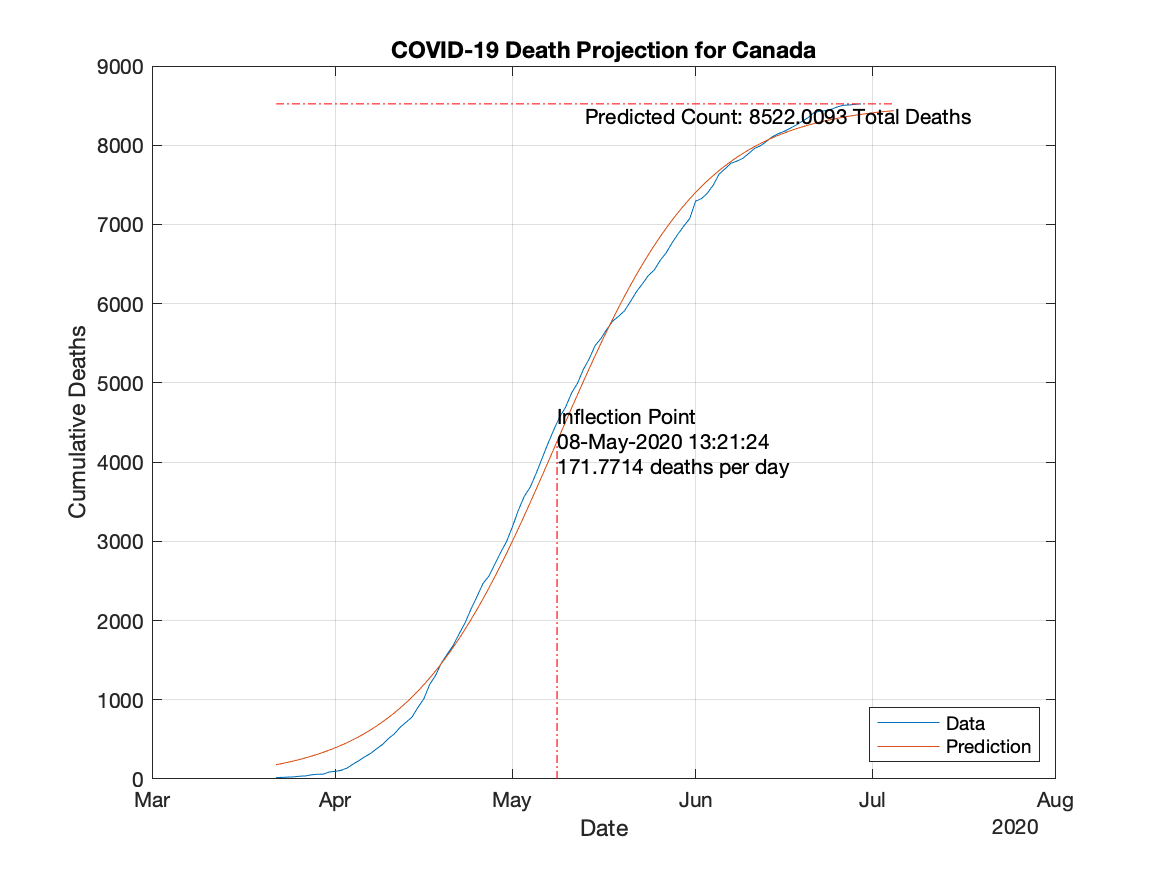 COVID-19 Death Projection for Canada
9000
8000
7000
6000
5000
4000
3000
2000
1000
0
Cumulative Deaths
Predicted Count: 8522.0093 Total Deaths
Inflection Point
08-May-2020 13:21:24
171.7714 deaths per day
Data
Prediction
Mar Apr May Jun Jul Aug
Date
2020